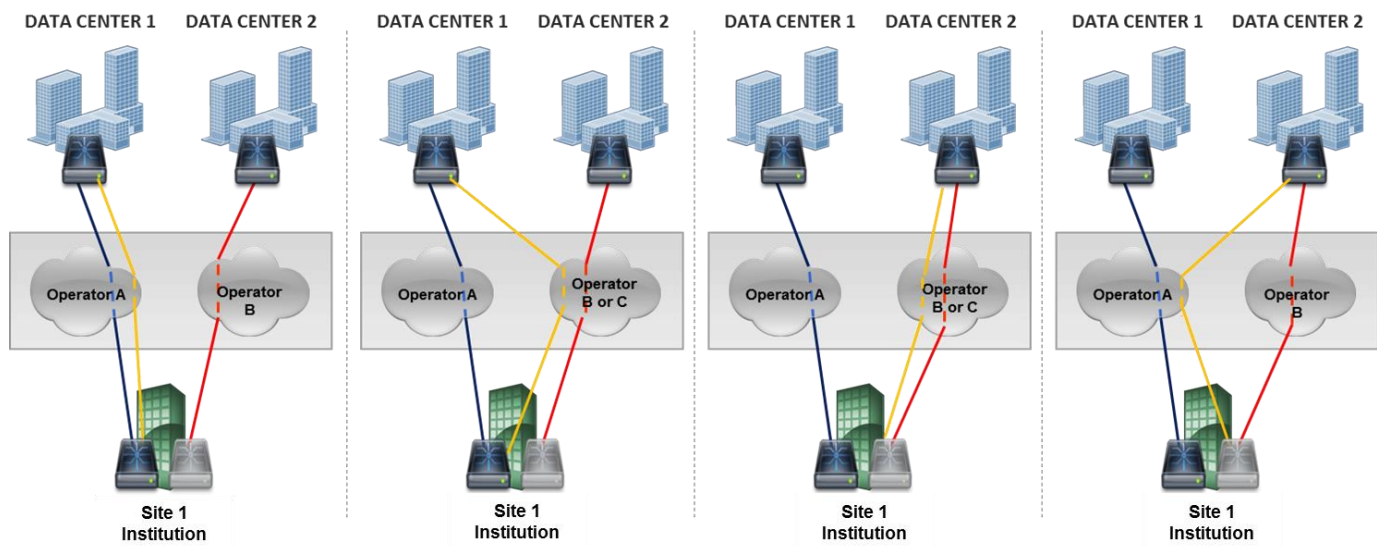 DATA CENTER 1 DATA CENTER 2
Operator A
Operator
B
Site 1
Institution
DATA CENTER 1 DATA CENTER 2
Operator A
Operator
B or C
Site 1
Institution
DATA CENTER 1 DATA CENTER 2
Operator A
Operator
B or C
Site 1
Institution
DATA CENTER 1 DATA CENTER 2
Operator A
Operator
B
Site 1
Institution